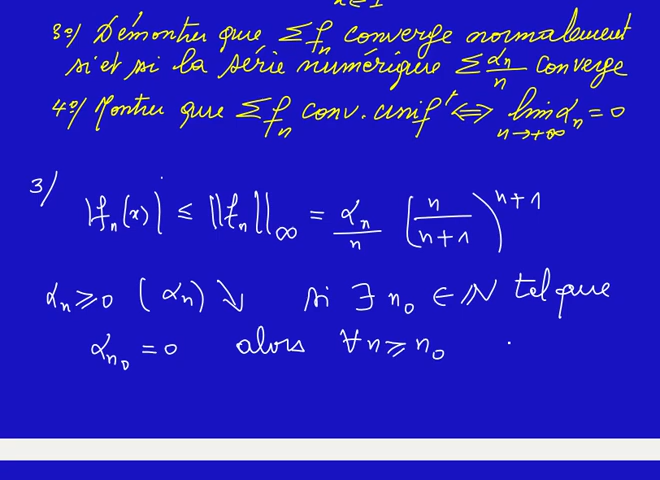 x ∈ I
3°/ Démontrer que Σ fₙ converge normalement
si et si la série numérique Σ αₙ/n converge
4°/ Montrer que Σ fₙ conv. unifᵗ ⟺ lim αₙ = 0
n→+∞
3/
|fₙ(x)| ≤ ||fₙ||∞ = αₙ/n (n/(n+1))ⁿ⁺¹
αₙ ≥ 0 (αₙ) ↘ si ∃ n₀ ∈ ℕ tel que
αₙ₀ = 0 alors ∀n ≥ n₀